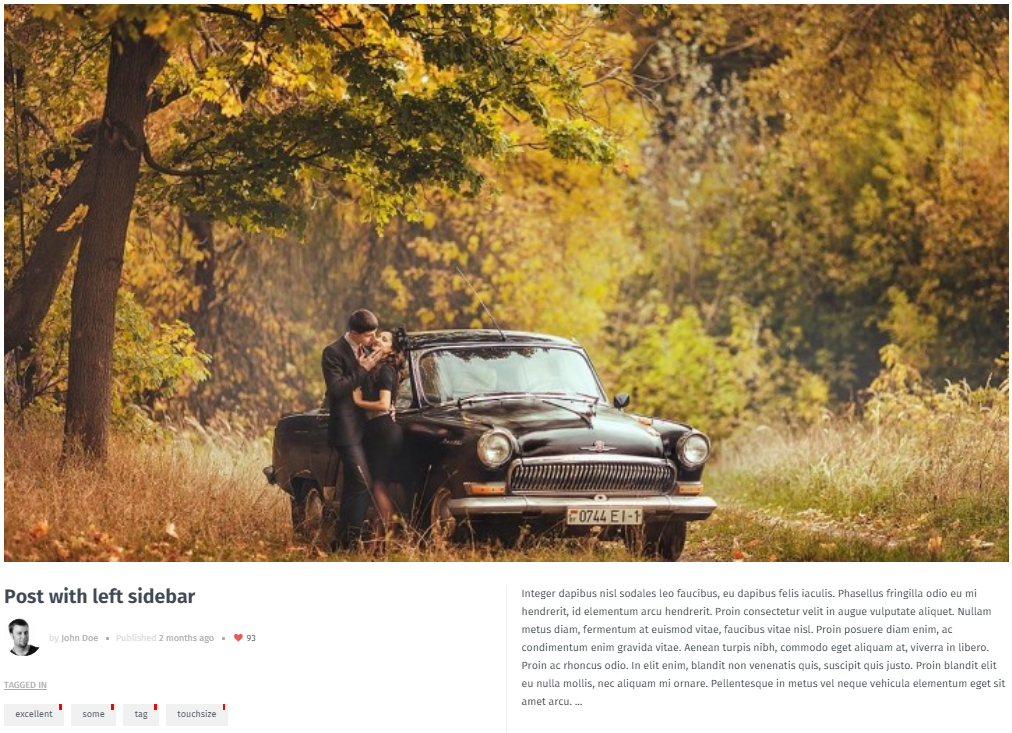 0744 EI-1
Post with left sidebar
by John Doe ▪ Published 2 months ago ▪ 93
TAGGED IN
excellent some tag touchsize
Integer dapibus nisl sodales leo faucibus, eu dapibus felis iaculis. Phasellus fringilla odio eu mi
hendrerit, id elementum arcu hendrerit. Proin consectetur velit in augue vulputate aliquet. Nullam
metus diam, fermentum at euismod vitae, faucibus vitae nisl. Proin posuere diam enim, ac
condimentum enim gravida vitae. Aenean turpis nibh, commodo eget aliquam at, viverra in libero.
Proin ac rhoncus odio. In elit enim, blandit non venenatis quis, suscipit quis justo. Proin blandit elit
eu nulla mollis, nec aliquam mi ornare. Pellentesque in metus vel neque vehicula elementum eget sit
amet arcu. ...